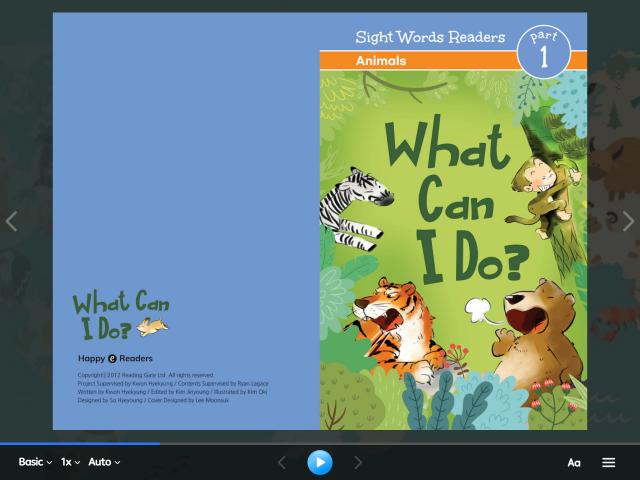 Sight Words Readers
part
1
Animals
What
Can
I Do?
What Can
I Do?
Happy e Readers
Copyright©2012 Reading Gate Ltd. All rights reserved.
Project Supervised by Kwon Hyekyung / Contents Supervised by Ryan Lagace
Written by Kwon Hyekyung / Edited by Kim Jinyoung / Illustrated by Kim Oki
Designed by So Hyeyoung / Cover Designed by Lee Moonsuk
Basic 1x Auto Aa